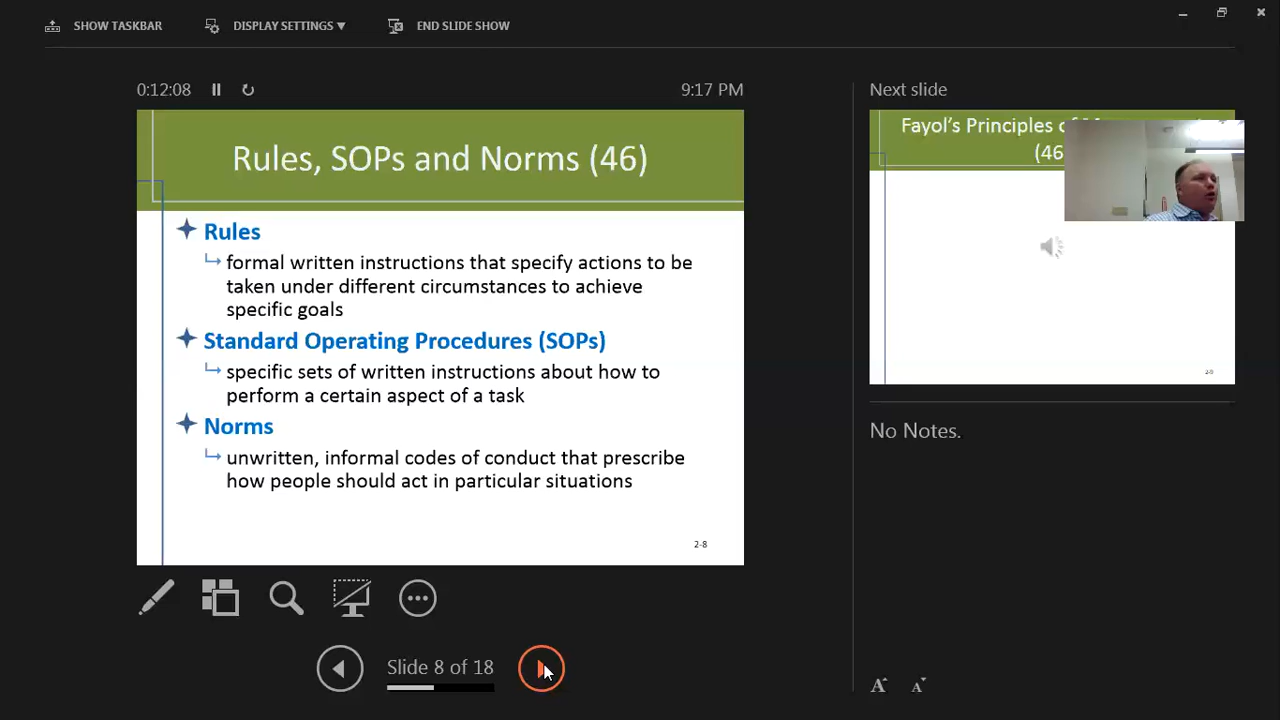 SHOW TASKBAR
DISPLAY SETTINGS ▼
END SLIDE SHOW
0:12:08
9:17 PM
Rules, SOPs and Norms (46)
Rules
formal written instructions that specify actions to be
taken under different circumstances to achieve
specific goals
Standard Operating Procedures (SOPs)
specific sets of written instructions about how to
perform a certain aspect of a task
Norms
unwritten, informal codes of conduct that prescribe
how people should act in particular situations
2-8
Slide 8 of 18
Next slide
Fayol's Principles
(46
No Notes.
A A